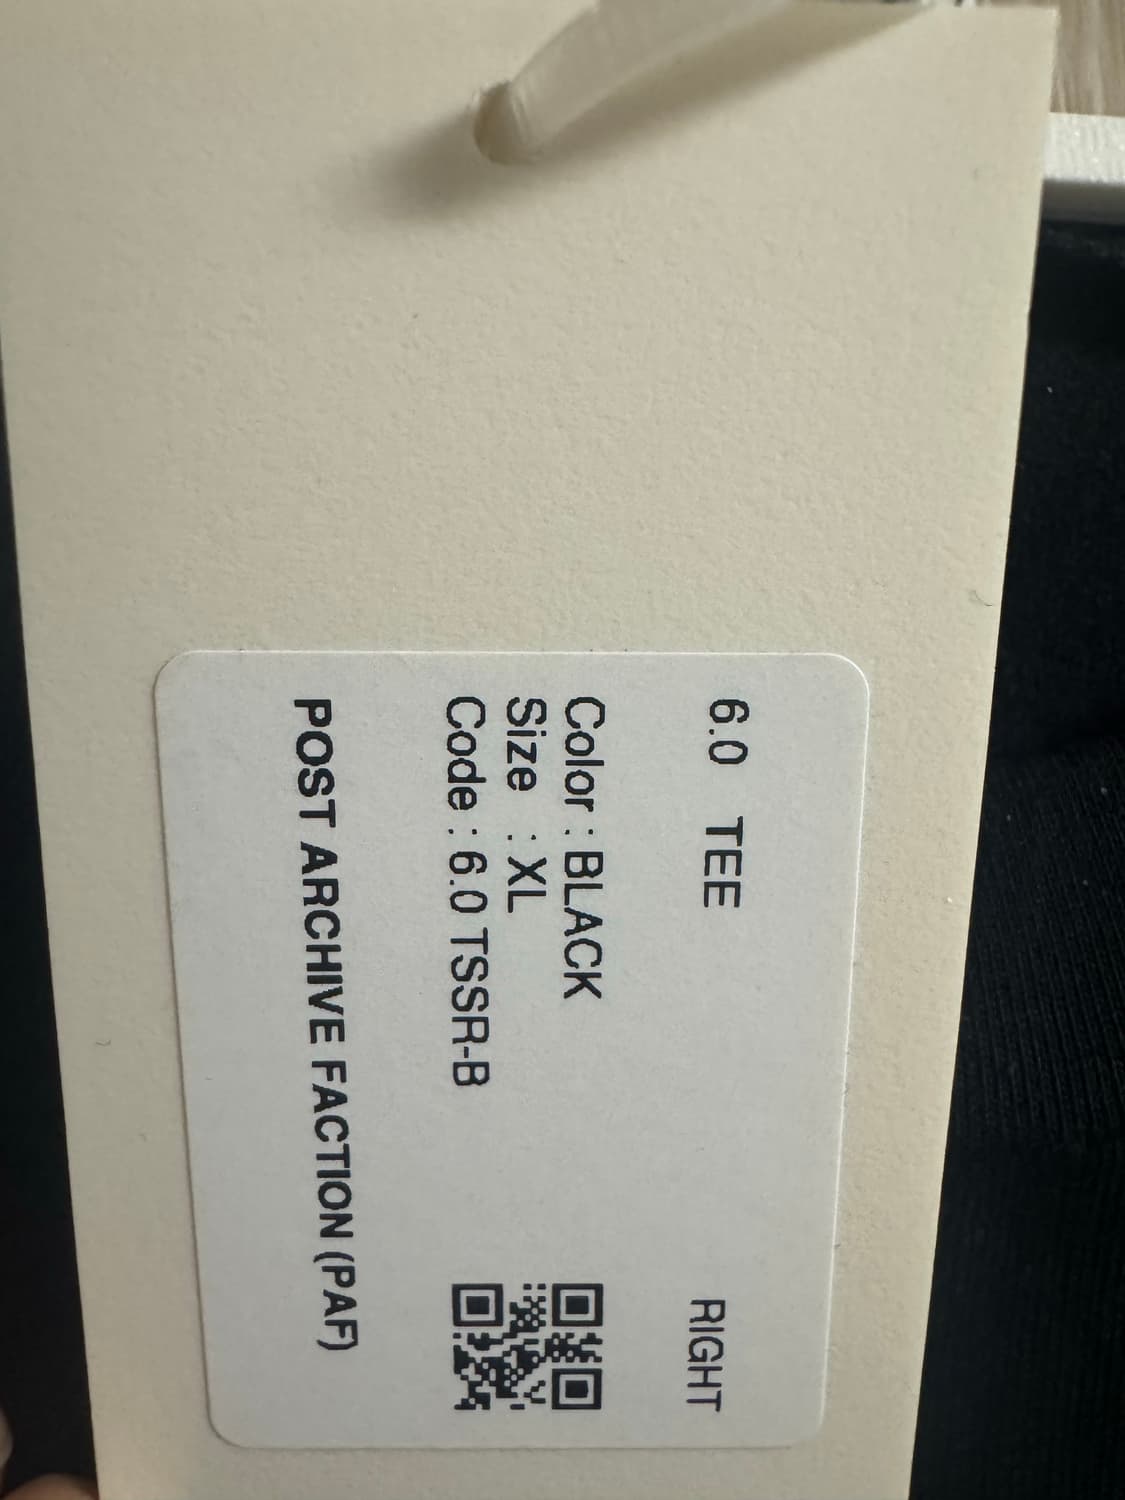 6.0 TEE RIGHT
Color : BLACK
Size : XL
Code : 6.0 TSSR-B
POST ARCHIVE FACTION (PAF)